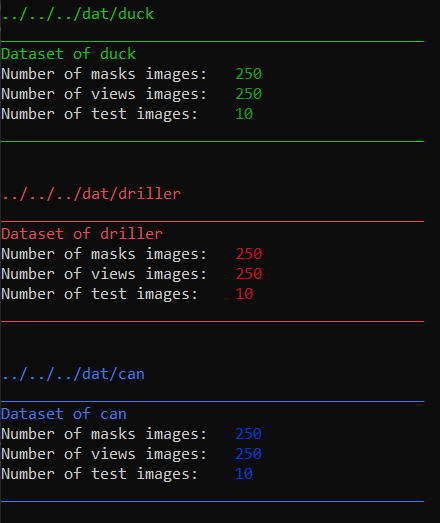 ../../../dat/duck
Dataset of duck
Number of masks images: 250
Number of views images: 250
Number of test images: 10
../../../dat/driller
Dataset of driller
Number of masks images: 250
Number of views images: 250
Number of test images: 10
../../../dat/can
Dataset of can
Number of masks images: 250
Number of views images: 250
Number of test images: 10